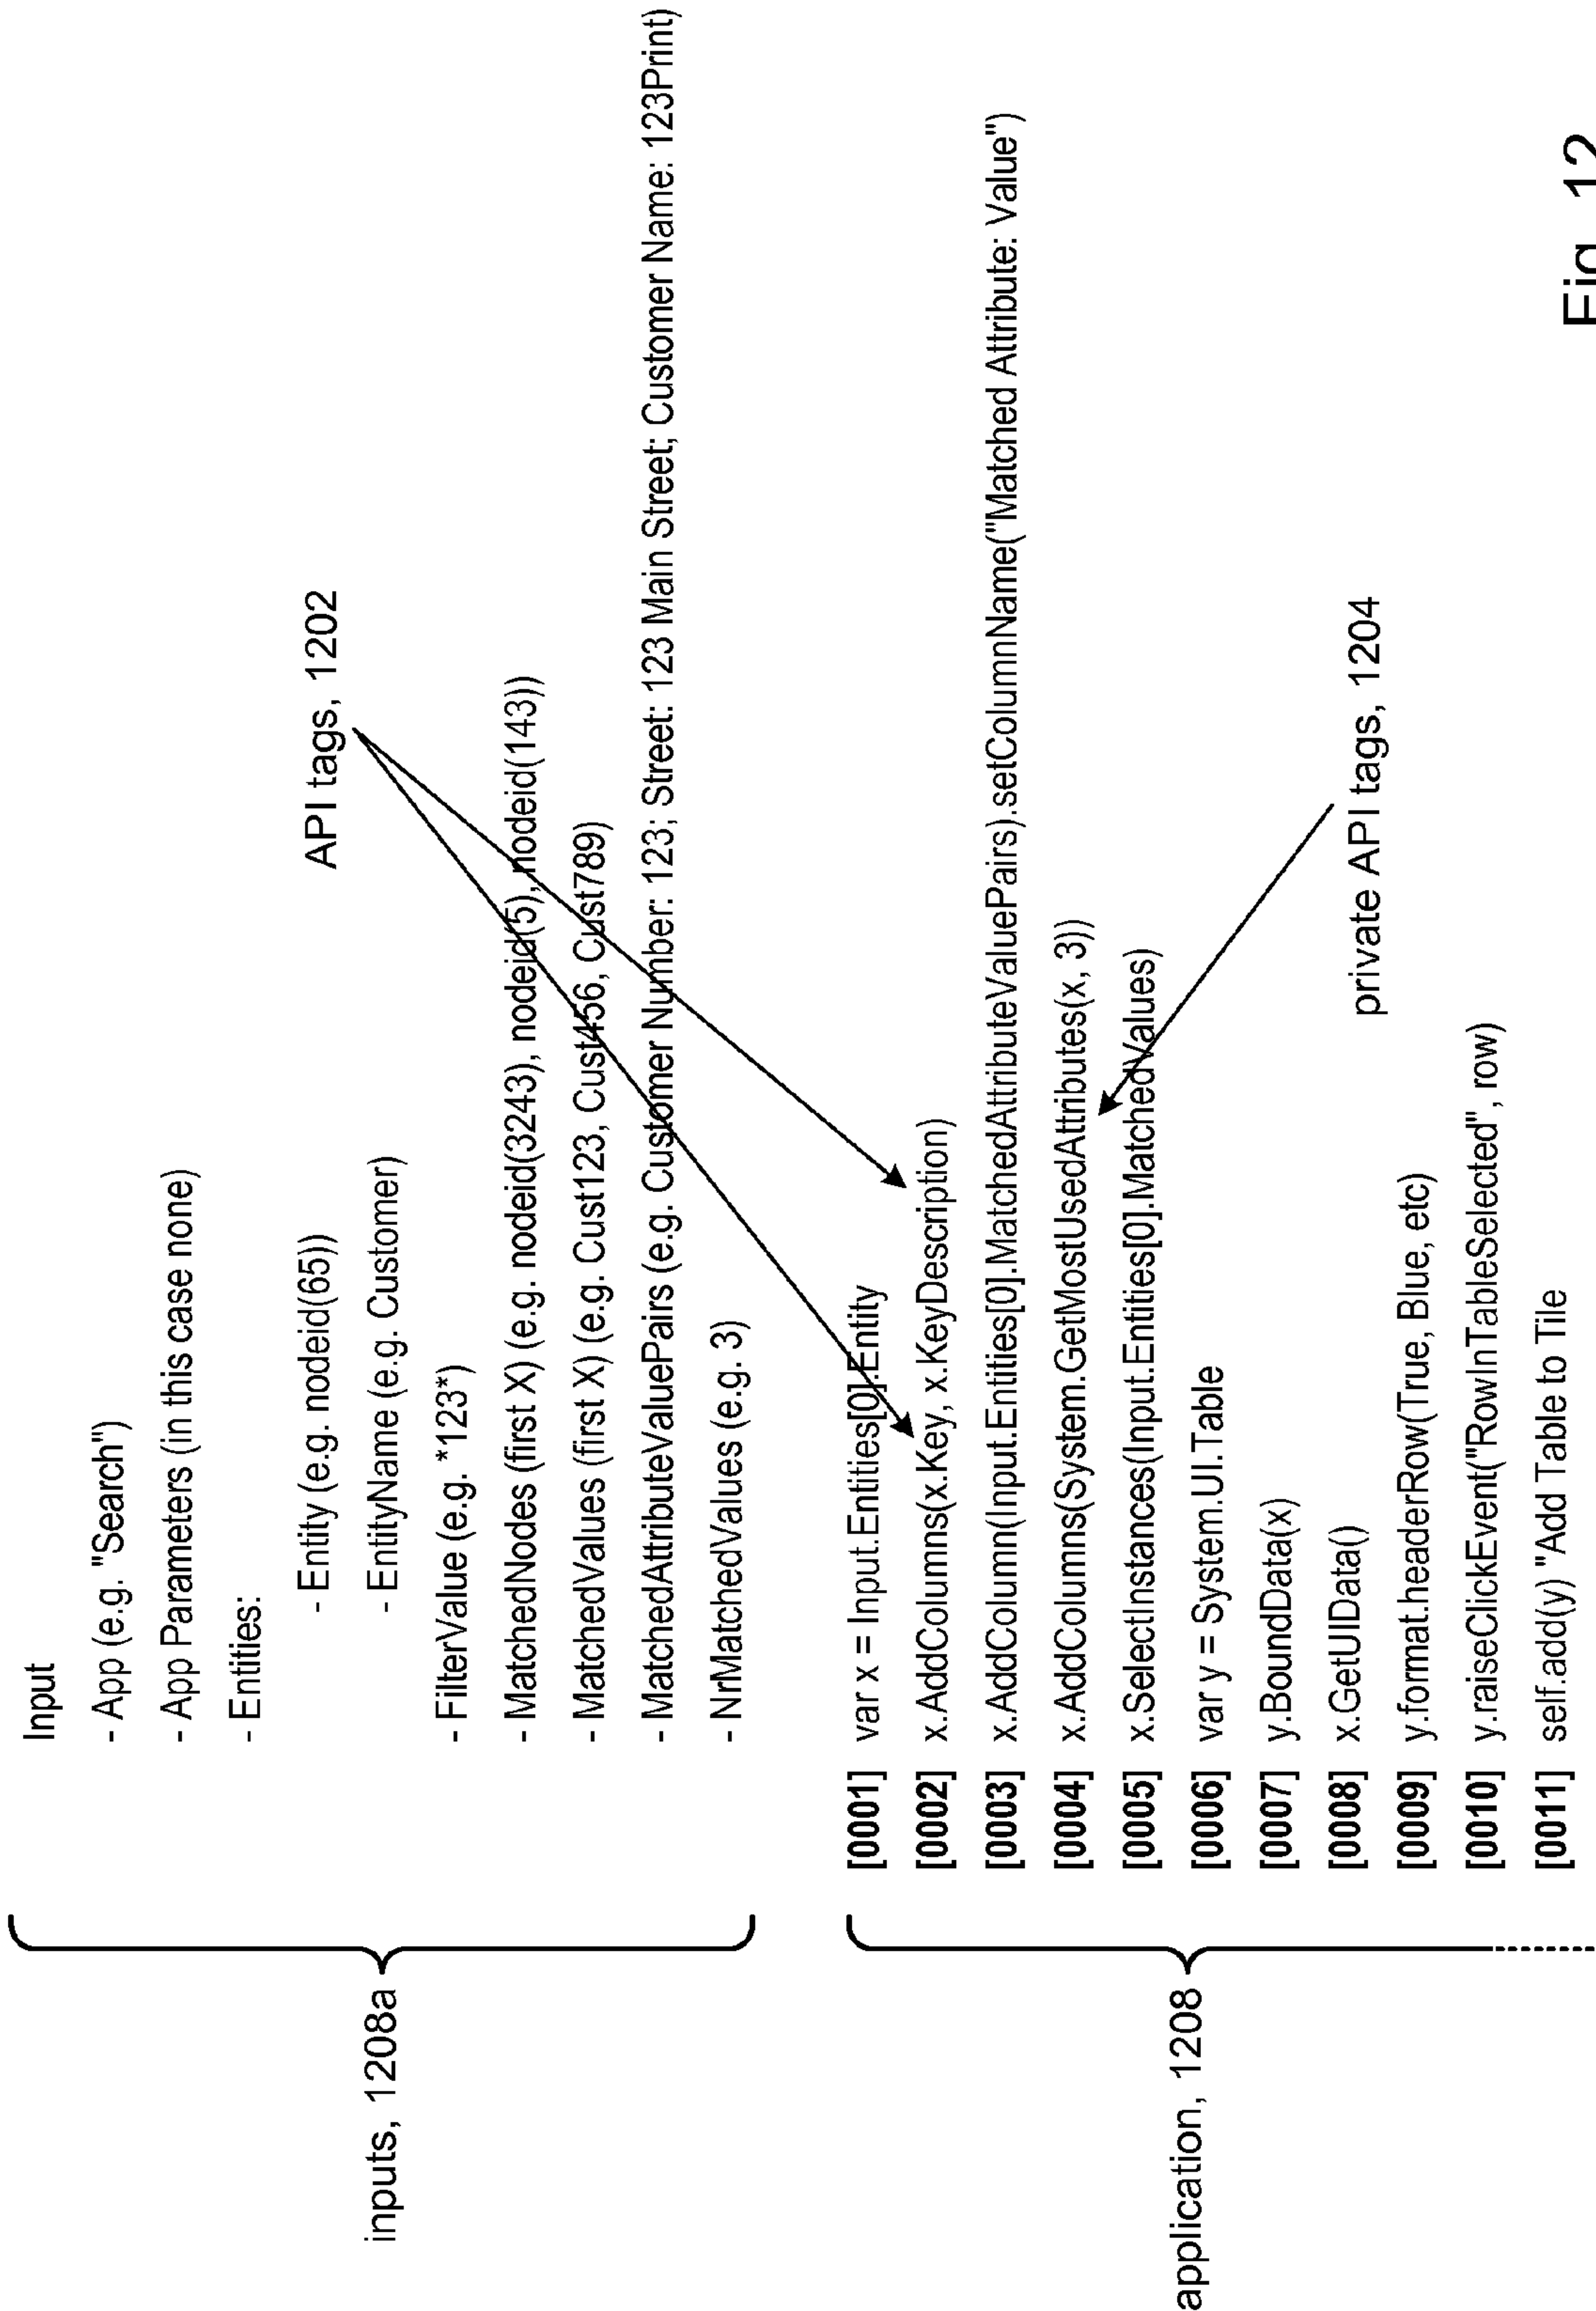 Input
- App (e.g. "Search")
- App Parameters (in this case none)
- Entities:
- Entity (e.g. nodeid(65))
- EntityName (e.g. Customer)
- FilterValue (e.g. *123*)
- MatchedNodes (first X) (e.g. nodeid(3243), nodeid(5), nodeid(143))
- MatchedValues (first X) (e.g. Cust123, Cust456, Cust789)
- MatchedAttributeValuePairs (e.g. Customer Number: 123; Street: 123 Main Street; Customer Name: 123Print)
- NrMatchedValues (e.g. 3)
inputs, 1208a
API tags, 1202
[0001] var x = Input.Entities[0].Entity
[0002] x.AddColumns(x.Key, x.KeyDescription)
[0003] x.AddColumn(Input.Entities[0].MatchedAttributeValuePairs).setColumnName("Matched Attribute: Value")
[0004] x.AddColumns(System.GetMostUsedAttributes(x, 3))
[0005] x.SelectInstances(Input.Entities[0].MatchedValues)
[0006] var y = System.UI.Table
[0007] y.BoundData(x)
[0008] x.GetUIData()
[0009] y.format.headerRow(True, Blue, etc)
[0010] y.raiseClickEvent("RowInTableSelected", row)
[0011] self.add(y) "Add Table to Tile
application, 1208
private API tags, 1204
Fig. 12